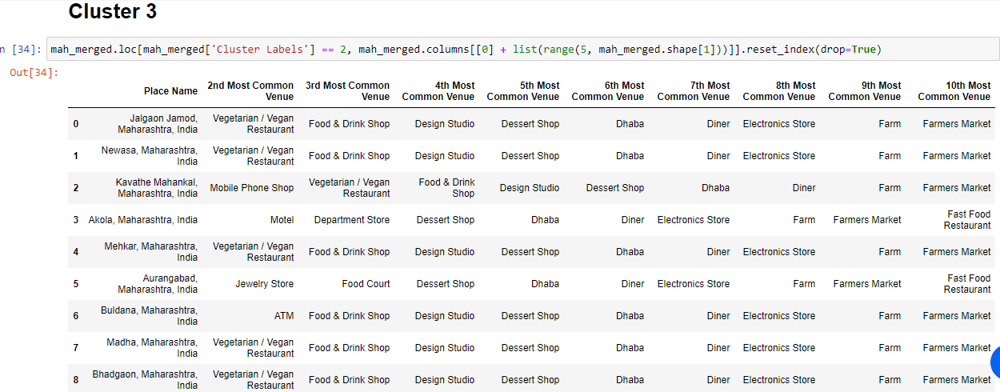 Cluster 3
n [34]: mah_merged.loc[mah_merged['Cluster Labels'] == 2, mah_merged.columns[[0] + list(range(5, mah_merged.shape[1]))]].reset_index(drop=True)
Out[34]:
Place Name 2nd Most Common Venue 3rd Most Common Venue 4th Most Common Venue 5th Most Common Venue 6th Most Common Venue 7th Most Common Venue 8th Most Common Venue 9th Most Common Venue 10th Most Common Venue
0 Jalgaon Jamod, Maharashtra, India Vegetarian / Vegan Restaurant Food & Drink Shop Design Studio Dessert Shop Dhaba Diner Electronics Store Farm Farmers Market
1 Newasa, Maharashtra, India Vegetarian / Vegan Restaurant Food & Drink Shop Design Studio Dessert Shop Dhaba Diner Electronics Store Farm Farmers Market
2 Kavathe Mahankal, Maharashtra, India Mobile Phone Shop Vegetarian / Vegan Restaurant Food & Drink Shop Design Studio Dessert Shop Dhaba Diner Farm Farmers Market
3 Akola, Maharashtra, India Motel Department Store Dessert Shop Dhaba Diner Electronics Store Farm Farmers Market Fast Food Restaurant
4 Mehkar, Maharashtra, India Vegetarian / Vegan Restaurant Food & Drink Shop Design Studio Dessert Shop Dhaba Diner Electronics Store Farm Farmers Market
5 Aurangabad, Maharashtra, India Jewelry Store Food Court Dessert Shop Dhaba Diner Electronics Store Farm Farmers Market Fast Food Restaurant
6 Buldana, Maharashtra, India ATM Food & Drink Shop Design Studio Dessert Shop Dhaba Diner Electronics Store Farm Farmers Market
7 Madha, Maharashtra, India Vegetarian / Vegan Restaurant Food & Drink Shop Design Studio Dessert Shop Dhaba Diner Electronics Store Farm Farmers Market
8 Bhadgaon, Maharashtra, India Vegetarian / Vegan Restaurant Food & Drink Shop Design Studio Dessert Shop Dhaba Diner Electronics Store Farm Farmers Market